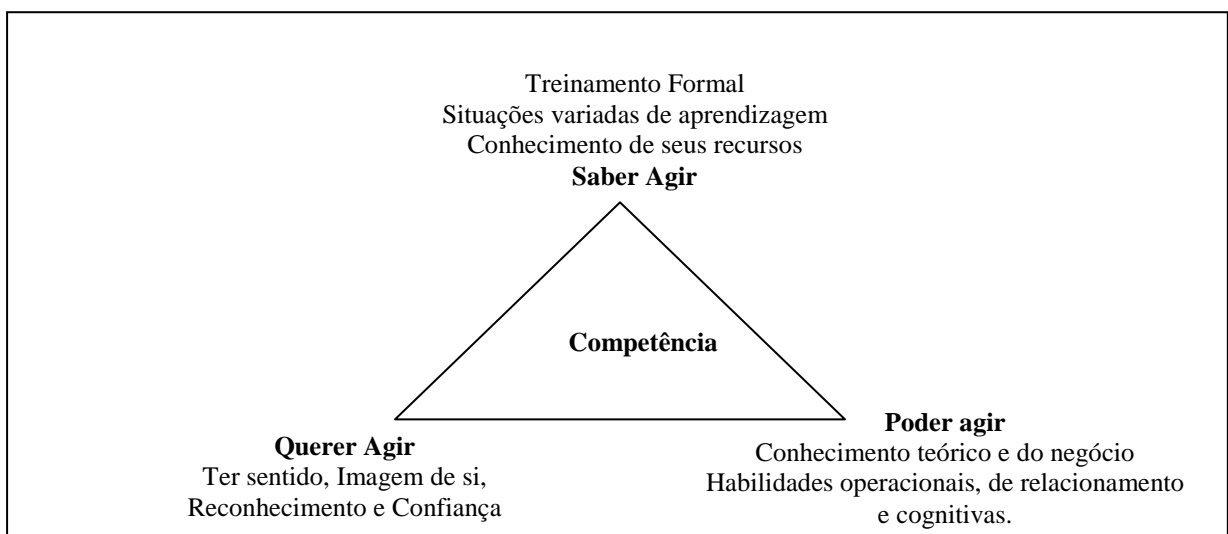 Treinamento Formal
Situações variadas de aprendizagem
Conhecimento de seus recursos
Saber Agir
Competência
Querer Agir
Ter sentido, Imagem de si,
Reconhecimento e Confiança
Poder agir
Conhecimento teórico e do negócio
Habilidades operacionais, de relacionamento
e cognitivas.